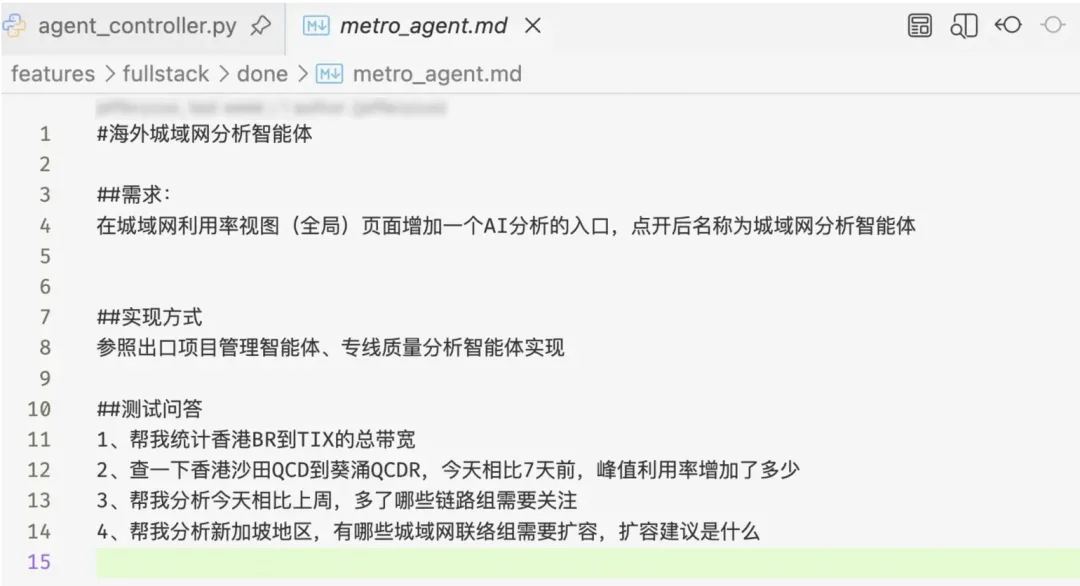 agent_controller.py metro_agent.md
features > fullstack > done > metro_agent.md
1 #海外城域网分析智能体
2
3 ##需求：
4 在城域网利用率视图（全局）页面增加一个AI分析的入口，点开后名称为城域网分析智能体
5
6
7 ##实现方式
8 参照出口项目管理智能体、专线质量分析智能体实现
9
10 ##测试问答
11 1、帮我统计香港BR到TIX的总带宽
12 2、查一下香港沙田QCD到葵涌QCDR，今天相比7天前，峰值利用率增加了多少
13 3、帮我分析今天相比上周，多了哪些链路组需要关注
14 4、帮我分析新加坡地区，有哪些城域网联络组需要扩容，扩容建议是什么
15